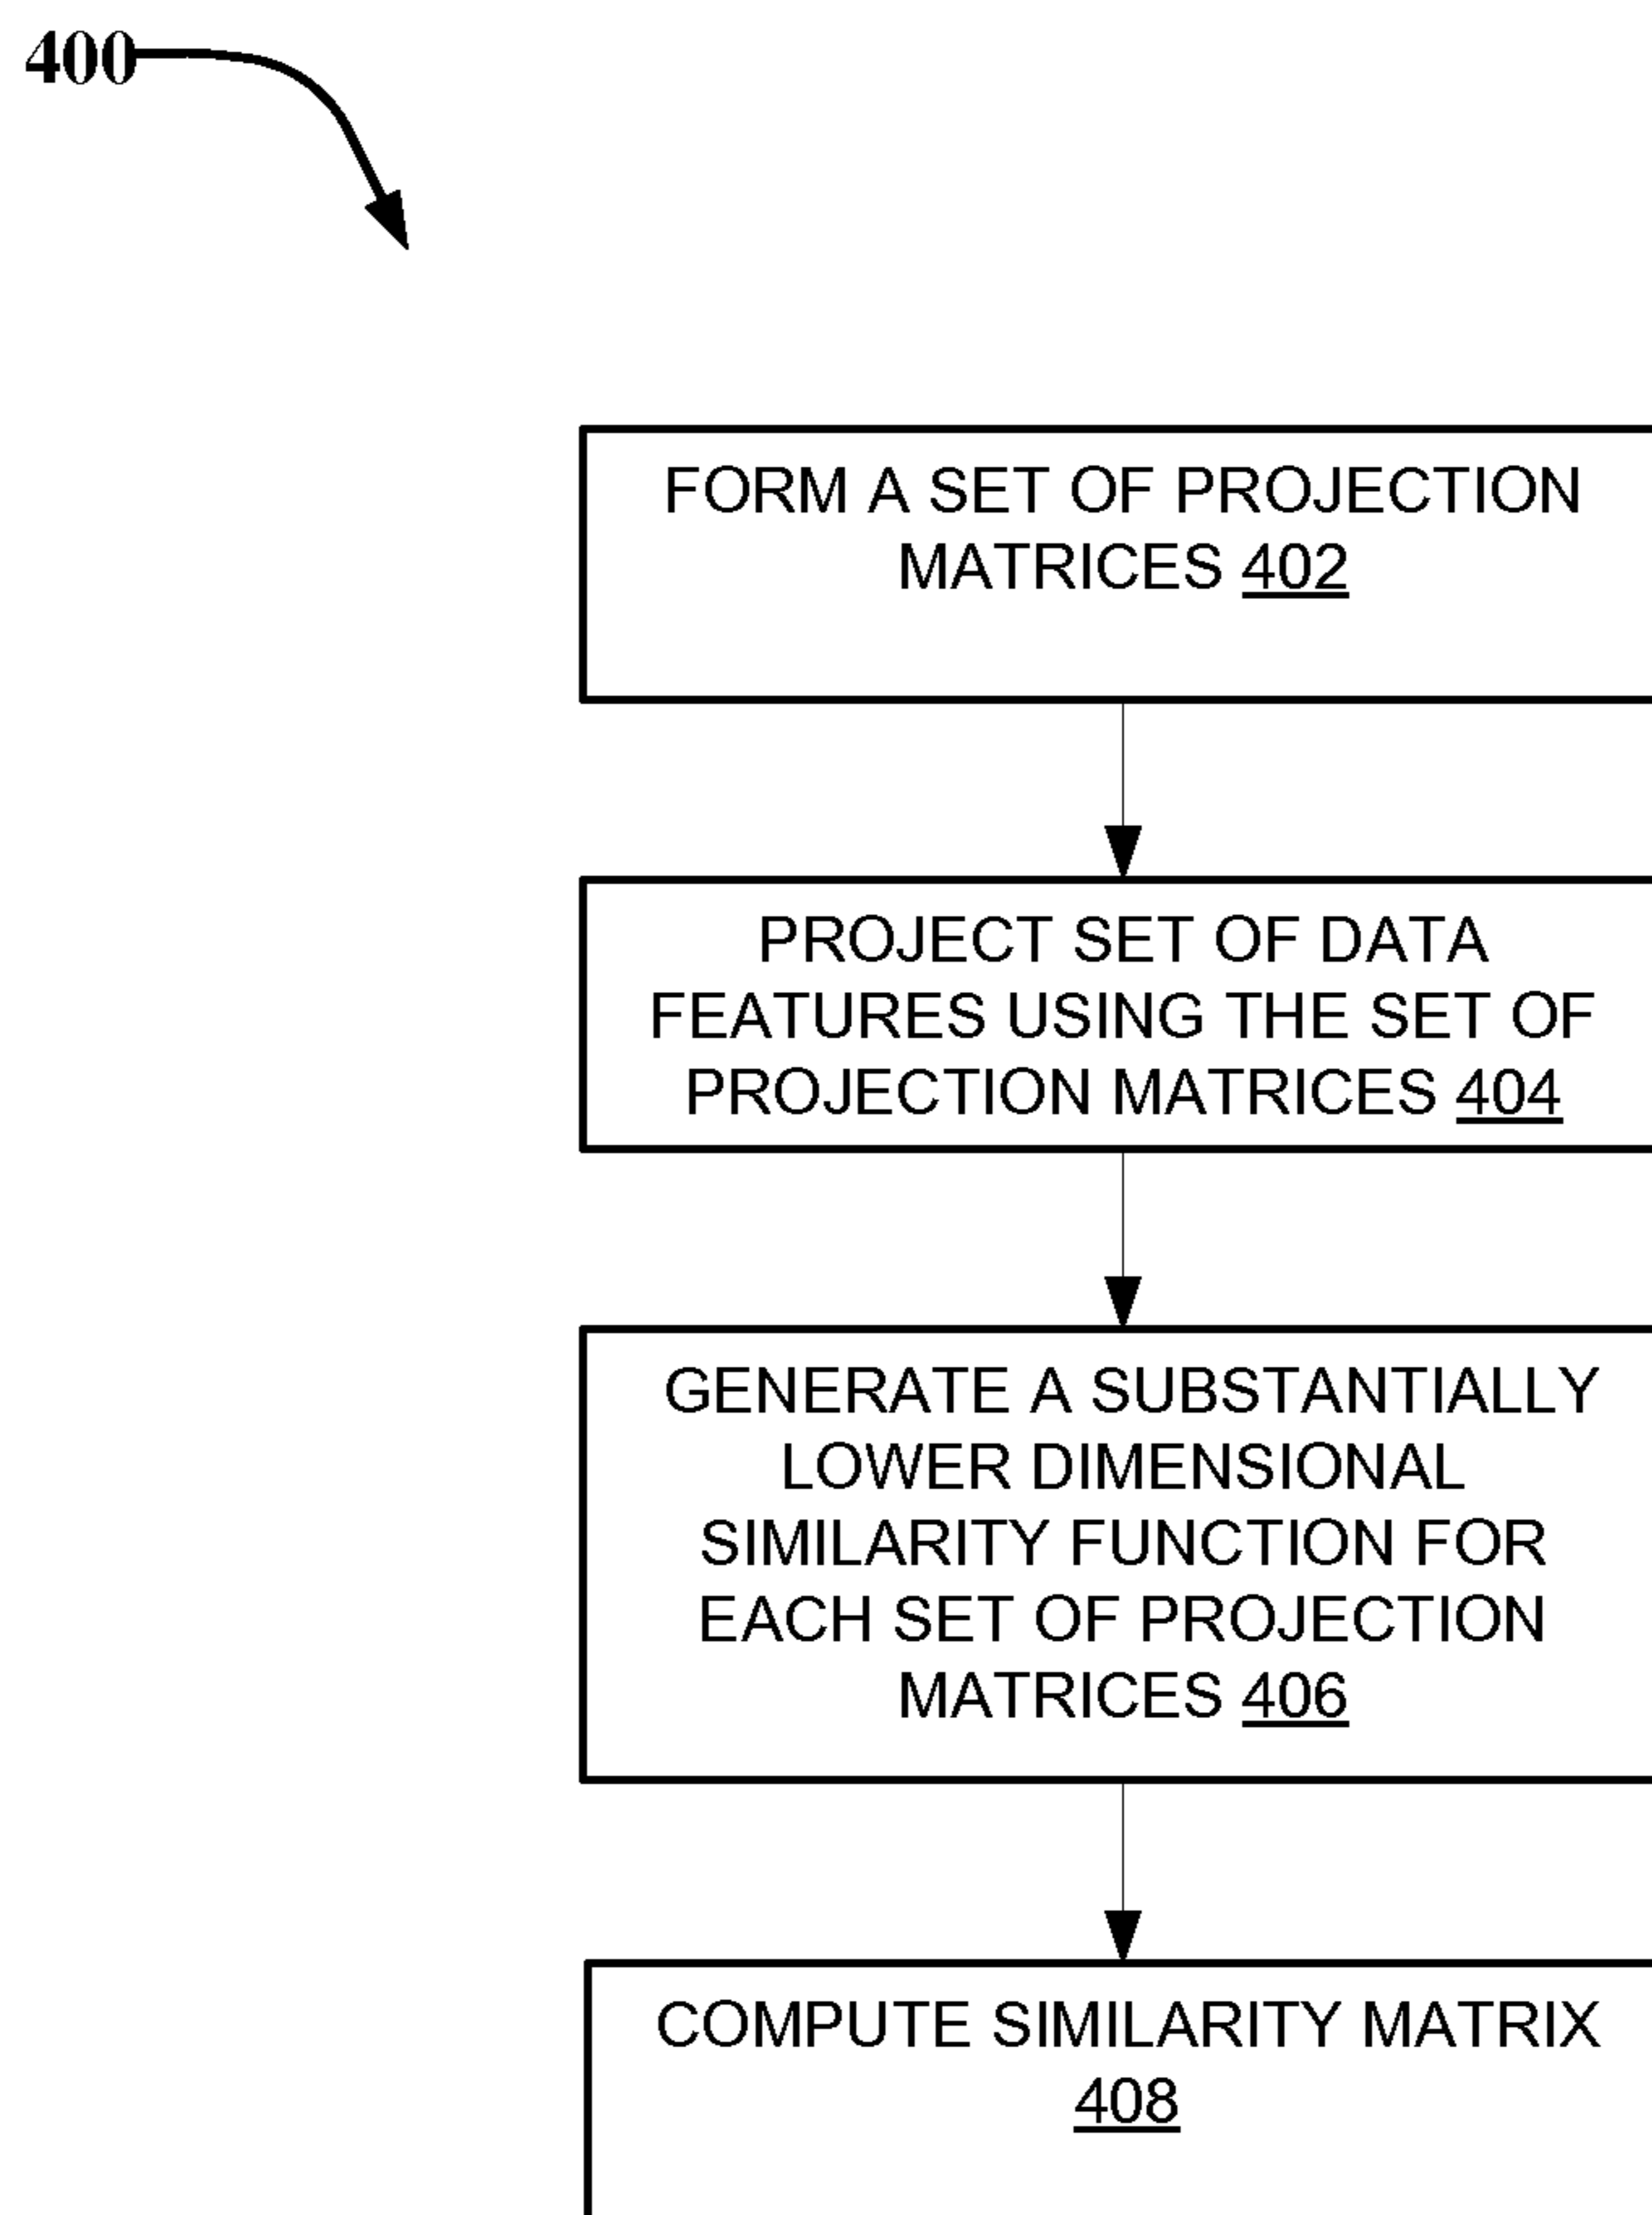 400
FORM A SET OF PROJECTION
MATRICES 402
PROJECT SET OF DATA
FEATURES USING THE SET OF
PROJECTION MATRICES 404
GENERATE A SUBSTANTIALLY
LOWER DIMENSIONAL
SIMILARITY FUNCTION FOR
EACH SET OF PROJECTION
MATRICES 406
COMPUTE SIMILARITY MATRIX
408